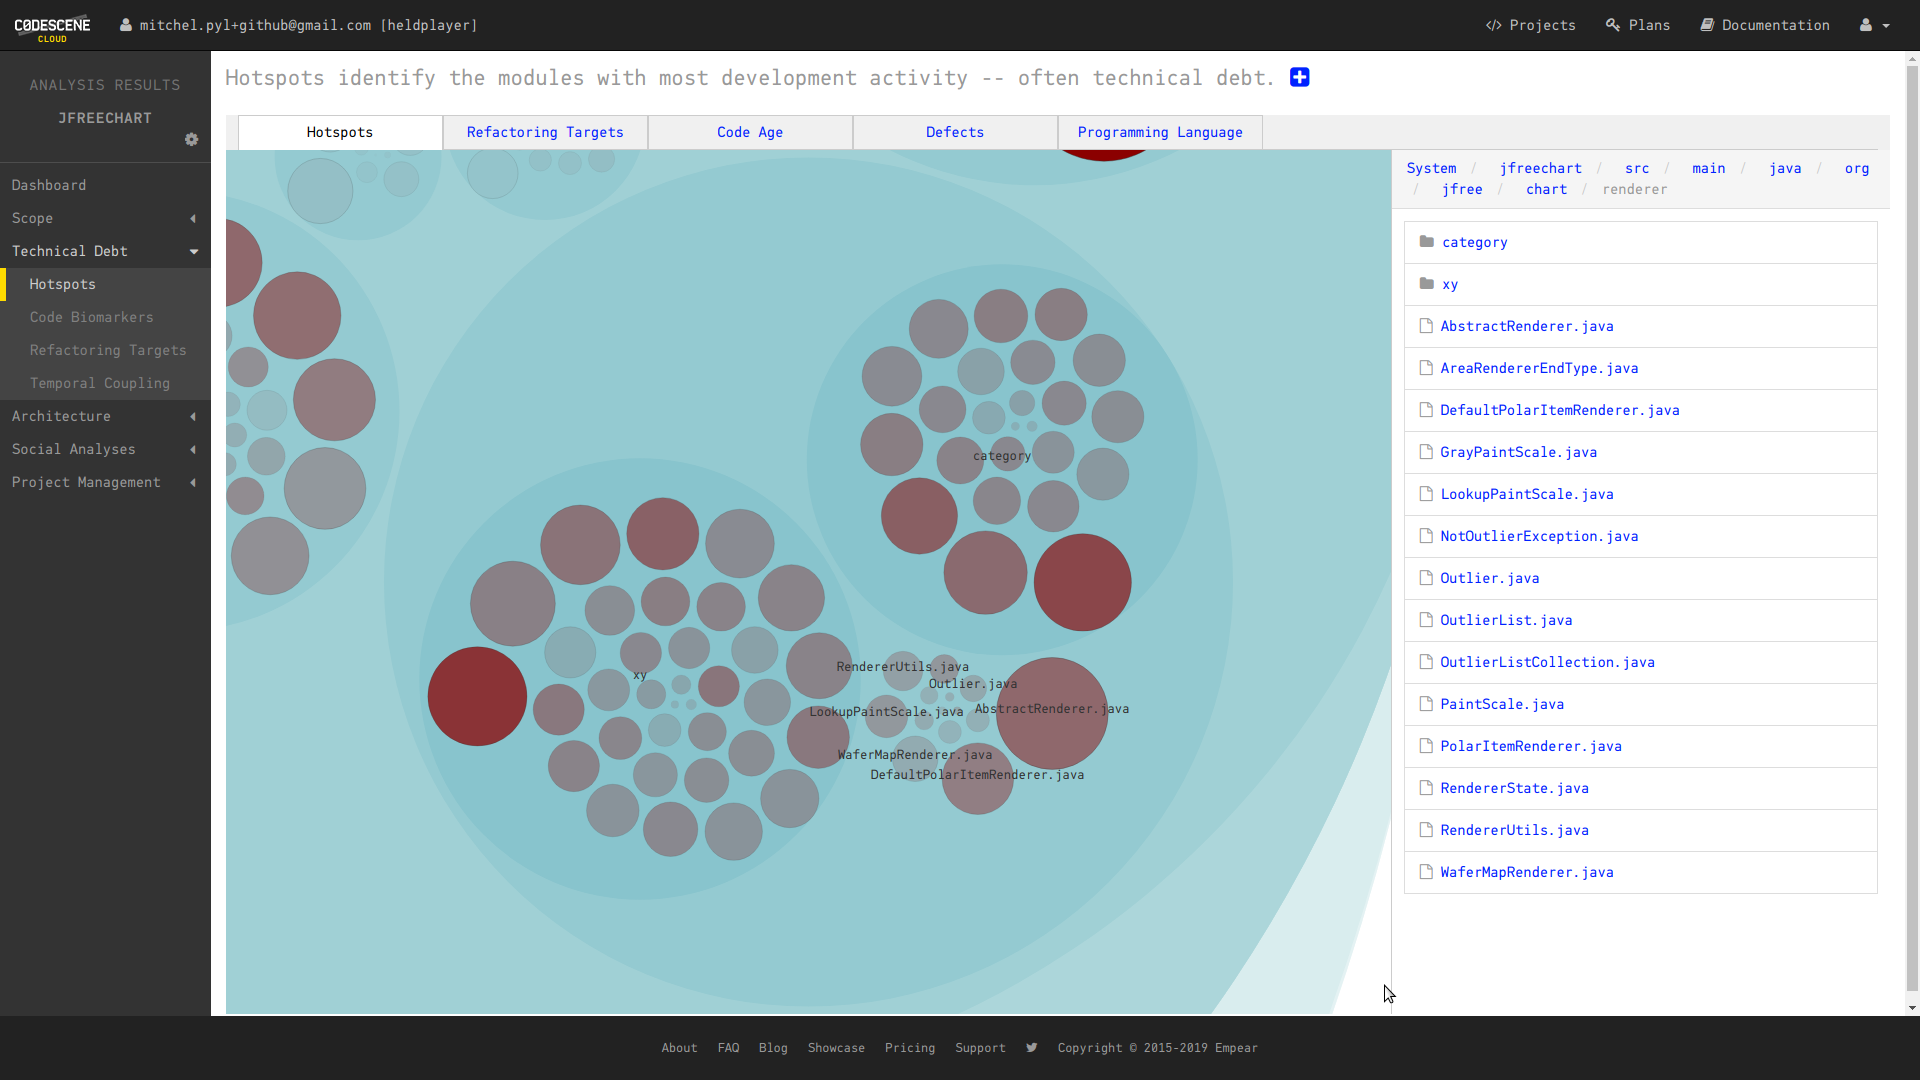 C0DESCENE
CLOUD
mitchel.pyl+github@gmail.com [heldplayer]
Projects
Plans
Documentation
ANALYSIS RESULTS
JFREECHART
Dashboard
Scope
Technical Debt
Hotspots
Code Biomarkers
Refactoring Targets
Temporal Coupling
Architecture
Social Analyses
Project Management
Hotspots identify the modules with most development activity -- often technical debt.
Hotspots
Refactoring Targets
Code Age
Defects
Programming Language
category
xy
RendererUtils.java
Outlier.java
LookupPaintScale.java
AbstractRenderer.java
WaferMapRenderer.java
DefaultPolarItemRenderer.java
System / jfreechart / src / main / java / org
/ jfree / chart / renderer
category
xy
AbstractRenderer.java
AreaRendererEndType.java
DefaultPolarItemRenderer.java
GrayPaintScale.java
LookupPaintScale.java
NotOutlierException.java
Outlier.java
OutlierList.java
OutlierListCollection.java
PaintScale.java
PolarItemRenderer.java
RendererState.java
RendererUtils.java
WaferMapRenderer.java
About FAQ Blog Showcase Pricing Support Copyright © 2015-2019 Empear